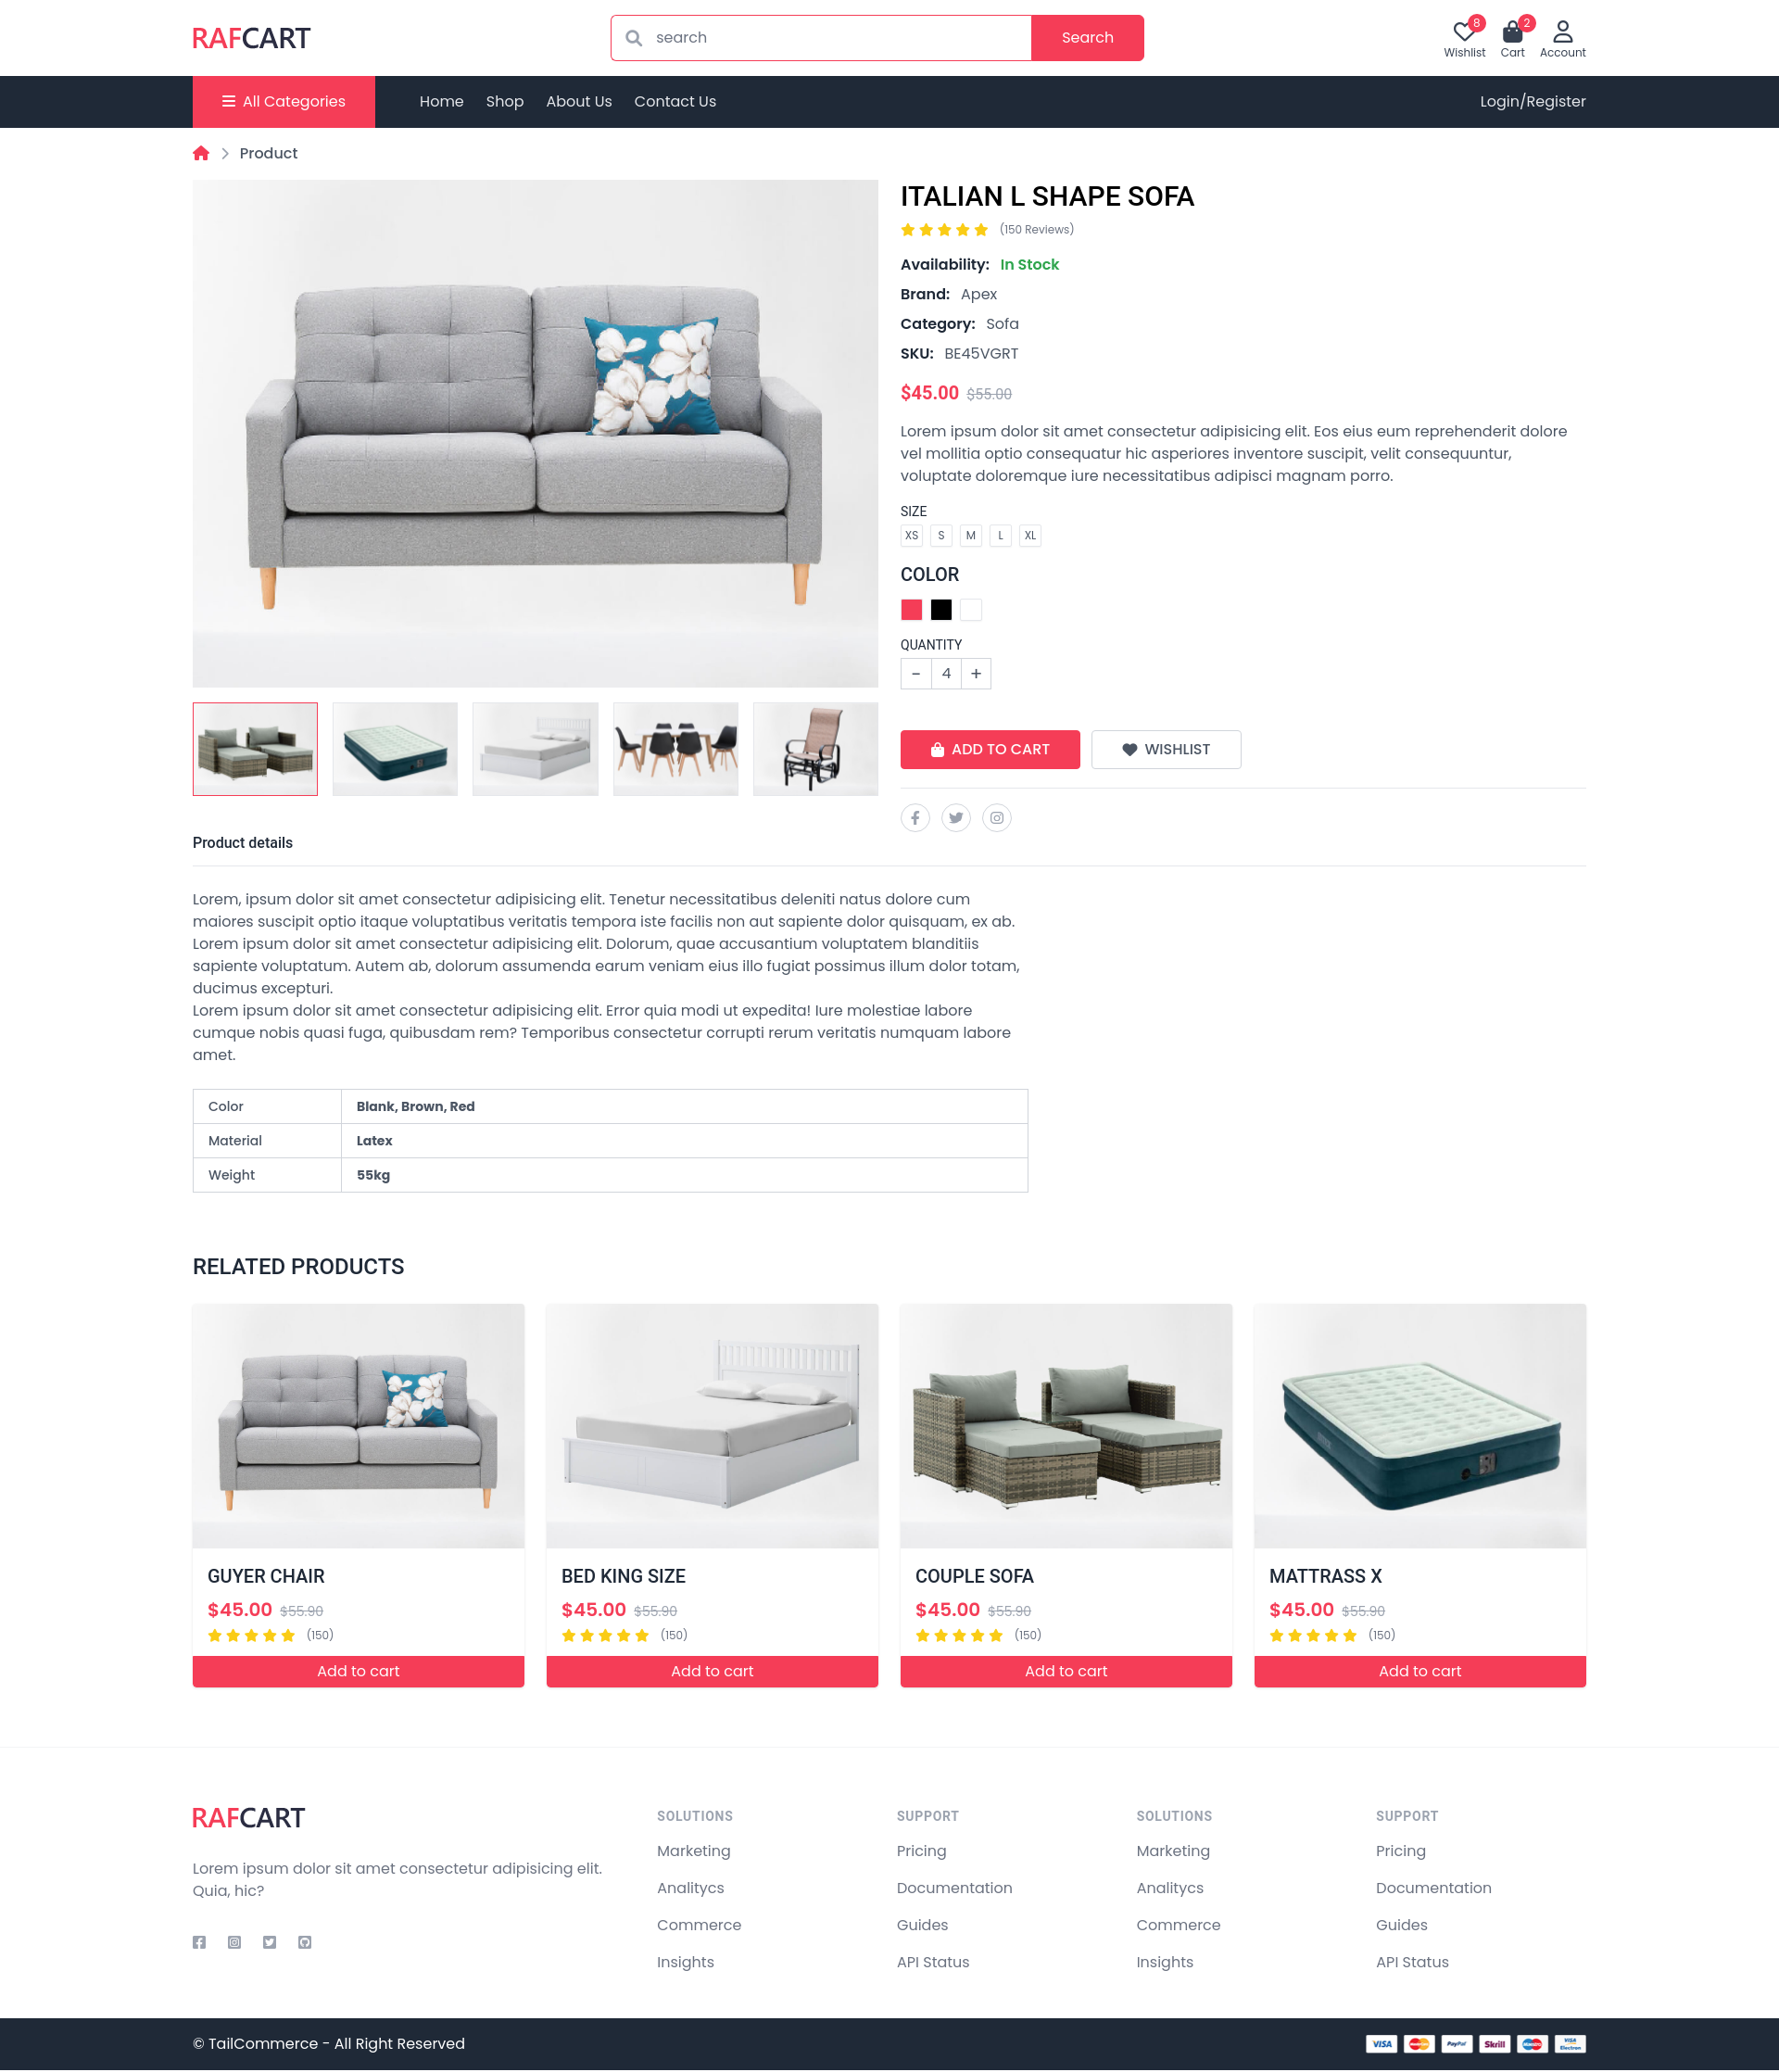 RAFCART
search
Search
8
Wishlist
2
Cart
Account
All Categories
Home
Shop
About Us
Contact Us
Login/Register
Product
ITALIAN L SHAPE SOFA
(150 Reviews)
Availability: In Stock
Brand: Apex
Category: Sofa
SKU: BE45VGRT
$45.00 $55.00
Lorem ipsum dolor sit amet consectetur adipisicing elit. Eos eius eum reprehenderit dolore
vel mollitia optio consequatur hic asperiores inventore suscipit, velit consequuntur,
voluptate doloremque iure necessitatibus adipisci magnam porro.
SIZE
XS S M L XL
COLOR
QUANTITY
- 4 +
ADD TO CART
WISHLIST
Product details
Lorem, ipsum dolor sit amet consectetur adipisicing elit. Tenetur necessitatibus deleniti natus dolore cum
maiores suscipit optio itaque voluptatibus veritatis tempora iste facilis non aut sapiente dolor quisquam, ex ab.
Lorem ipsum dolor sit amet consectetur adipisicing elit. Dolorum, quae accusantium voluptatem blanditiis
sapiente voluptatum. Autem ab, dolorum assumenda earum veniam eius illo fugiat possimus illum dolor totam,
ducimus excepturi.
Lorem ipsum dolor sit amet consectetur adipisicing elit. Error quia modi ut expedita! Iure molestiae labore
cumque nobis quasi fuga, quibusdam rem? Temporibus consectetur corrupti rerum veritatis numquam labore
amet.
Color Blank, Brown, Red
Material Latex
Weight 55kg
RELATED PRODUCTS
GUYER CHAIR
$45.00 $55.90
(150)
Add to cart
BED KING SIZE
$45.00 $55.90
(150)
Add to cart
COUPLE SOFA
$45.00 $55.90
(150)
Add to cart
MATTRASS X
$45.00 $55.90
(150)
Add to cart
RAFCART
Lorem ipsum dolor sit amet consectetur adipisicing elit.
Quia, hic?
SOLUTIONS
Marketing
Analitycs
Commerce
Insights
SUPPORT
Pricing
Documentation
Guides
API Status
SOLUTIONS
Marketing
Analitycs
Commerce
Insights
SUPPORT
Pricing
Documentation
Guides
API Status
© TailCommerce - All Right Reserved
VISA
PayPal
Skrill
VISA
Electron